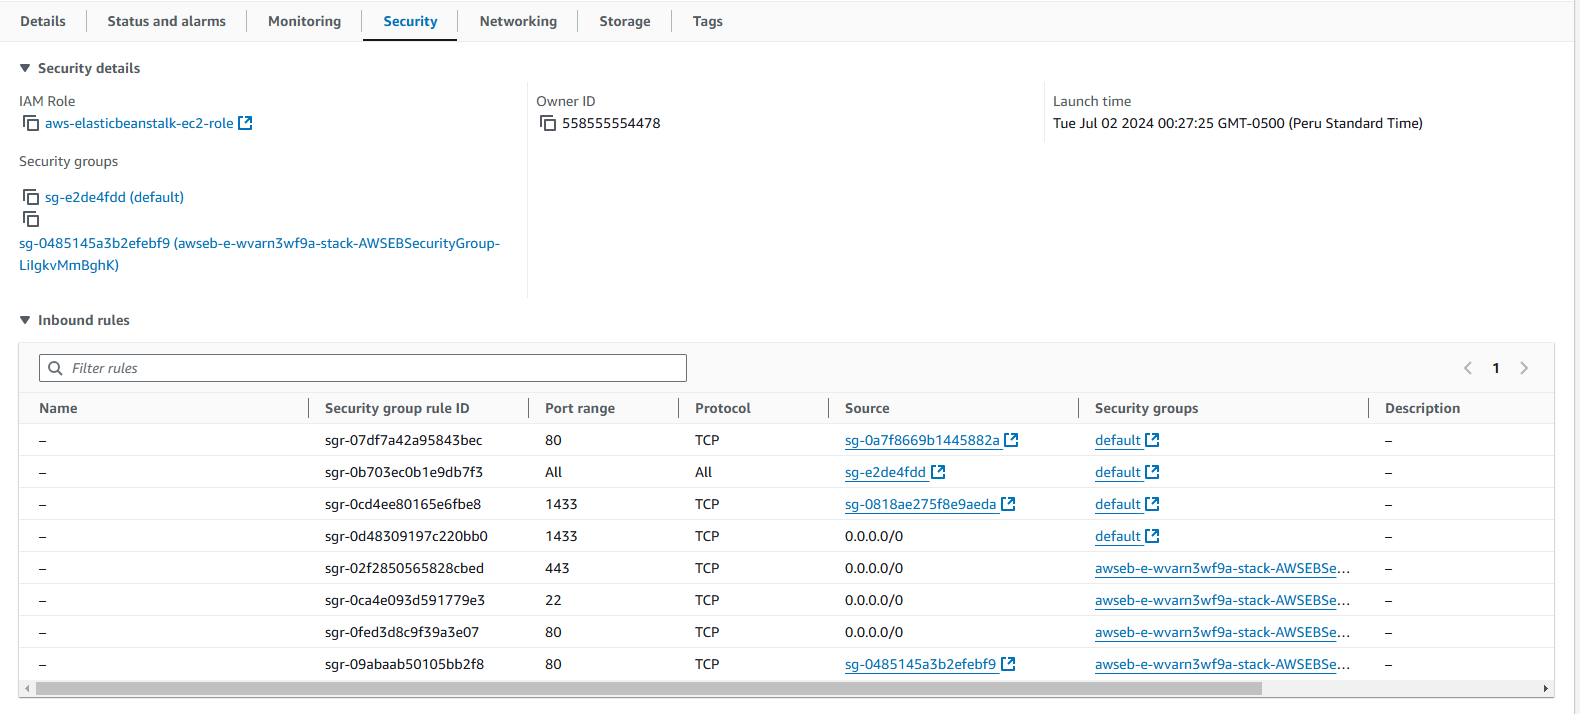 Details Status and alarms Monitoring Security Networking Storage Tags
Security details
IAM Role Owner ID Launch time
aws-elasticbeanstalk-ec2-role 558555554478 Tue Jul 02 2024 00:27:25 GMT-0500 (Peru Standard Time)
Security groups
sg-e2de4fdd (default)
sg-0485145a3b2efebf9 (awseb-e-wvarn3wf9a-stack-AWSEBSecurityGroup-
LiIgkvMmBghK)
Inbound rules
Filter rules 1
Name Security group rule ID Port range Protocol Source Security groups Description
– sgr-07df7a42a95843bec 80 TCP sg-0a7f8669b1445882a default –
– sgr-0b703ec0b1e9db7f3 All All sg-e2de4fdd default –
– sgr-0cd4ee80165e6fbe8 1433 TCP sg-0818ae275f8e9aeda default –
– sgr-0d48309197c220bb0 1433 TCP 0.0.0.0/0 default –
– sgr-02f2850565828cbed 443 TCP 0.0.0.0/0 awseb-e-wvarn3wf9a-stack-AWSEBSe... –
– sgr-0ca4e093d591779e3 22 TCP 0.0.0.0/0 awseb-e-wvarn3wf9a-stack-AWSEBSe... –
– sgr-0fed3d8c9f39a3e07 80 TCP 0.0.0.0/0 awseb-e-wvarn3wf9a-stack-AWSEBSe... –
– sgr-09abaab50105bb2f8 80 TCP sg-0485145a3b2efebf9 awseb-e-wvarn3wf9a-stack-AWSEBSe... –